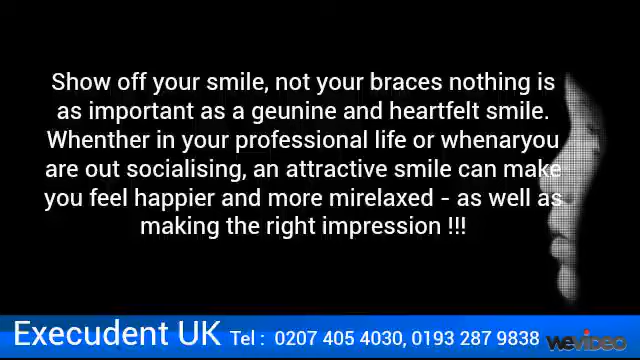 Show off your smile, not your braces nothing is
as important as a geunine and heartfelt smile.
Whenther in your professional life or whenaryou
are out socialising, an attractive smile can make
you feel happier and more mirelaxed - as well as
making the right impression !!!
Execudent UK Tel : 0207 405 4030, 0193 287 9838
wevideo